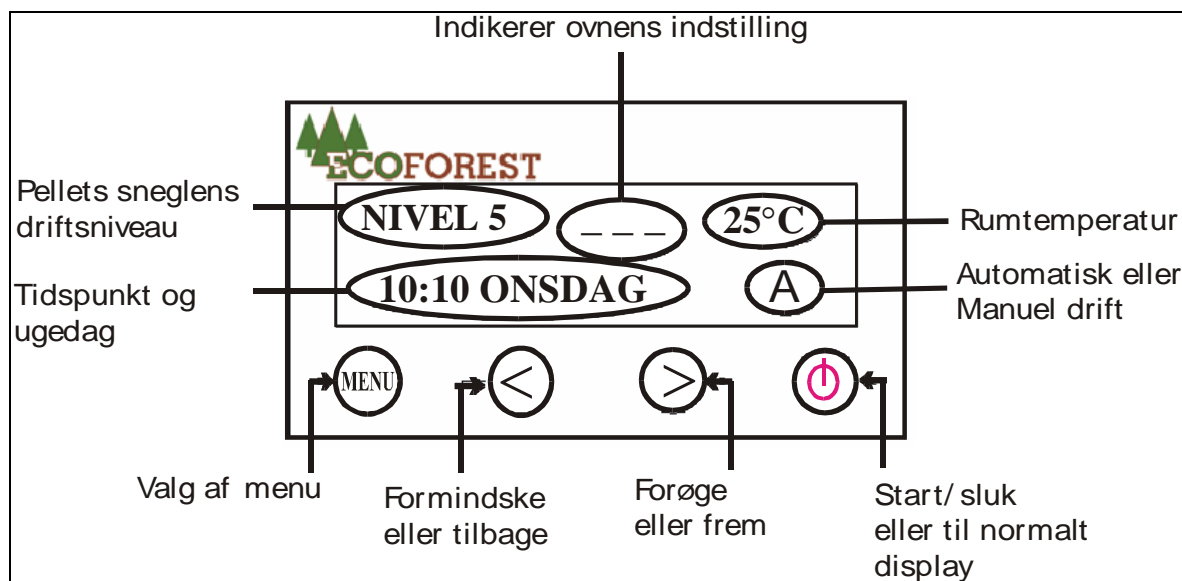 Indikerer ovnens indstilling
ECOFOREST
Pellets sneglens
driftsniveau
NIVEL 5
– – –
25°C
Rumtemperatur
Tidspunkt og
ugedag
10:10 ONSDAG
A
Automatisk eller
Manuel drift
MENU
<
>
Valg af menu
Formindske
eller tilbage
Forøge
eller frem
Start/sluk
eller til normalt
display